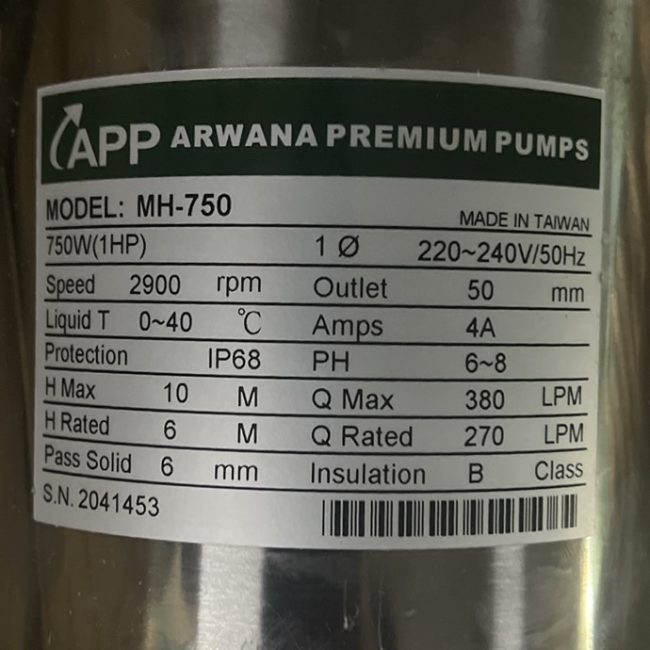 APP ARWANA PREMIUM PUMPS
MODEL: MH-750
MADE IN TAIWAN
750W(1HP) 1 Ø 220~240V/50Hz
Speed 2900 rpm Outlet 50 mm
Liquid T 0~40 ℃ Amps 4A
Protection IP68 PH 6~8
H Max 10 M Q Max 380 LPM
H Rated 6 M Q Rated 270 LPM
Pass Solid 6 mm Insulation B Class
S.N. 2041453